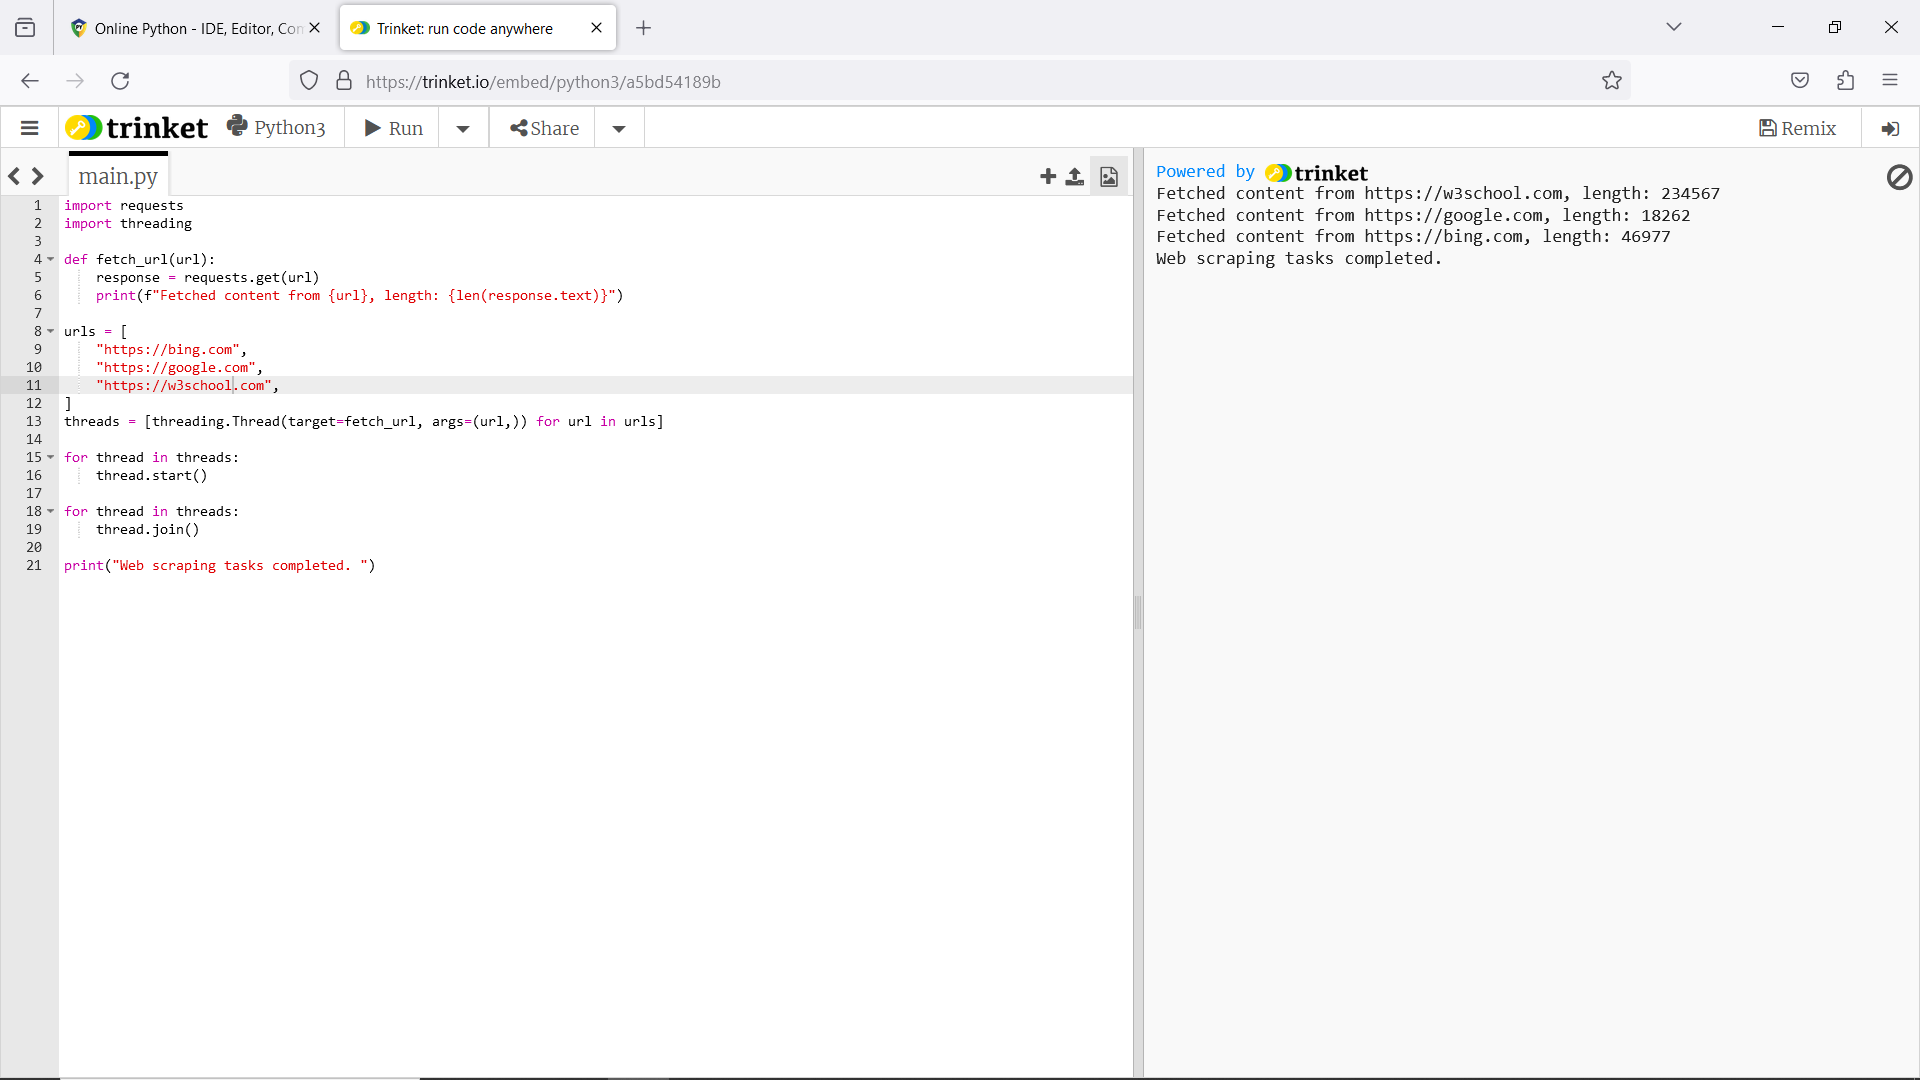 Online Python - IDE, Editor, Con
Trinket: run code anywhere
https://trinket.io/embed/python3/a5bd54189b
trinket
Python3
Run
Share
Remix
main.py
1 import requests
2 import threading
3
4 def fetch_url(url):
5     response = requests.get(url)
6     print(f"Fetched content from {url}, length: {len(response.text)}")
7
8 urls = [
9     "https://bing.com",
10     "https://google.com",
11     "https://w3school.com",
12 ]
13 threads = [threading.Thread(target=fetch_url, args=(url,)) for url in urls]
14
15 for thread in threads:
16     thread.start()
17
18 for thread in threads:
19     thread.join()
20
21 print("Web scraping tasks completed. ")
Powered by trinket
Fetched content from https://w3school.com, length: 234567
Fetched content from https://google.com, length: 18262
Fetched content from https://bing.com, length: 46977
Web scraping tasks completed.